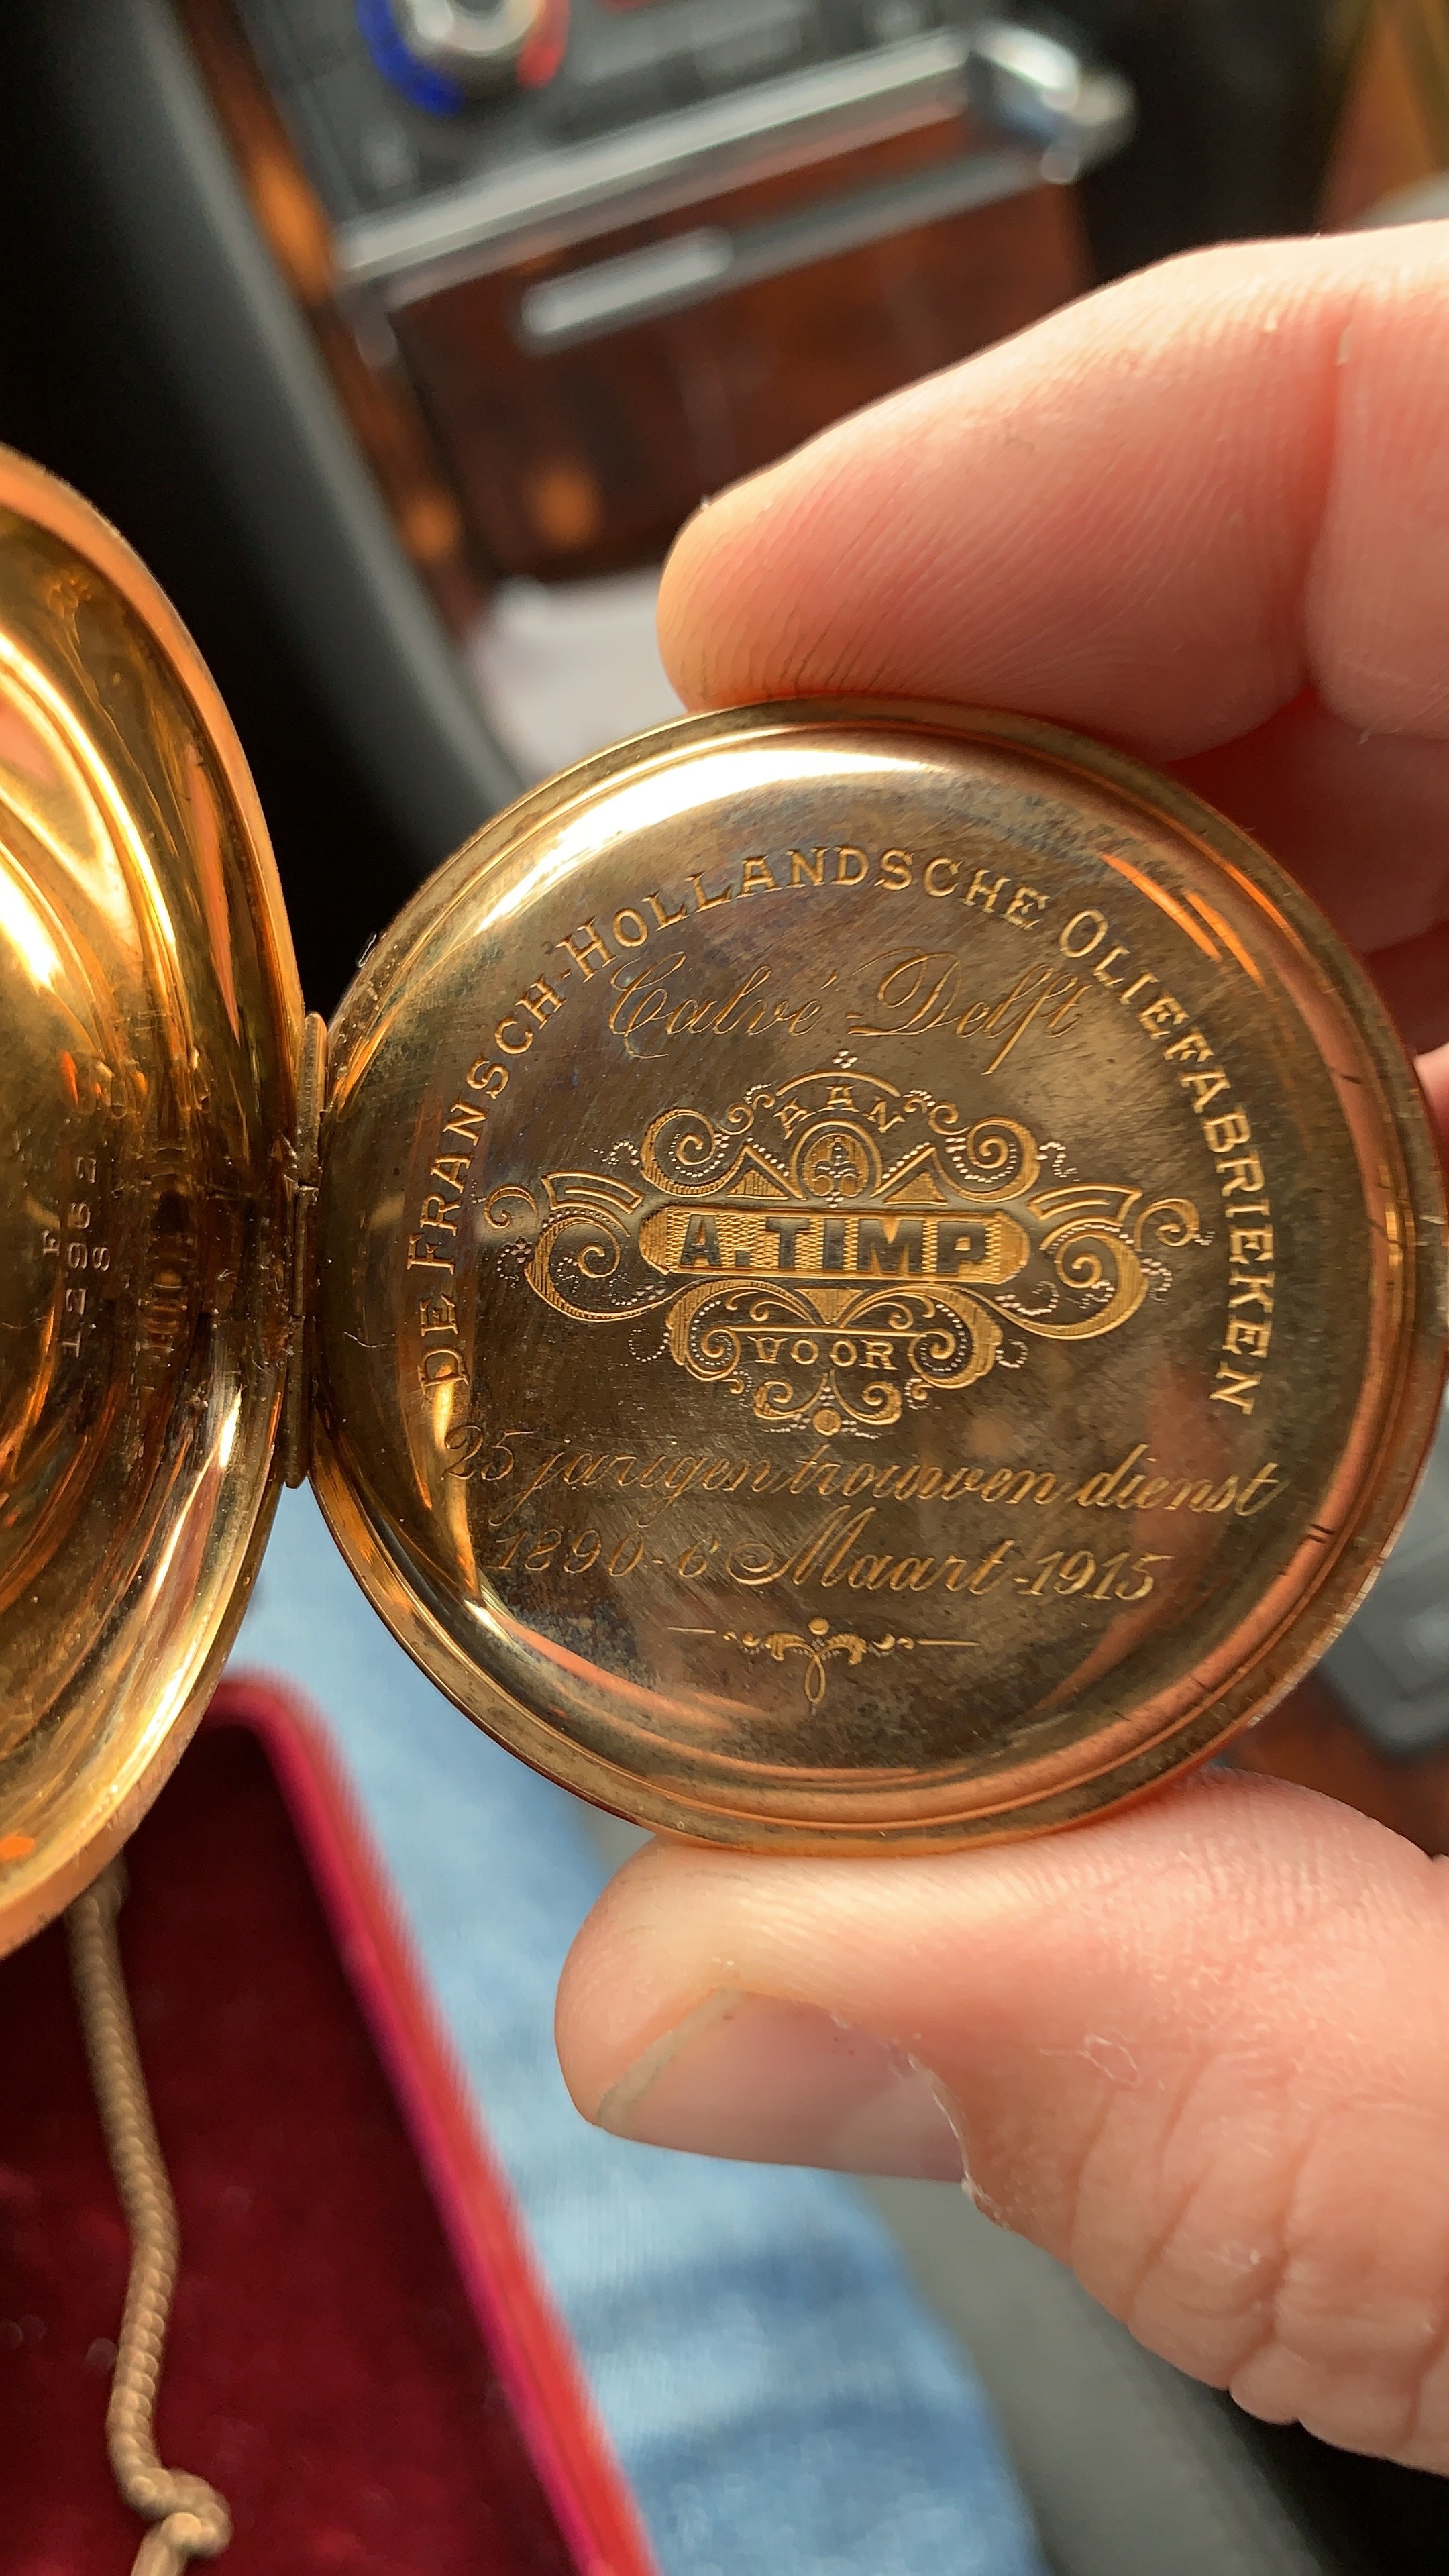 DE FRANSCH-HOLLANDSCHE OLIEFABRIEKEN
Calvé-Delft
AAN
A. TIMP
VOOR
25 jarigen trouwen dienst
1890-6 Maart-1915
F
12962
8